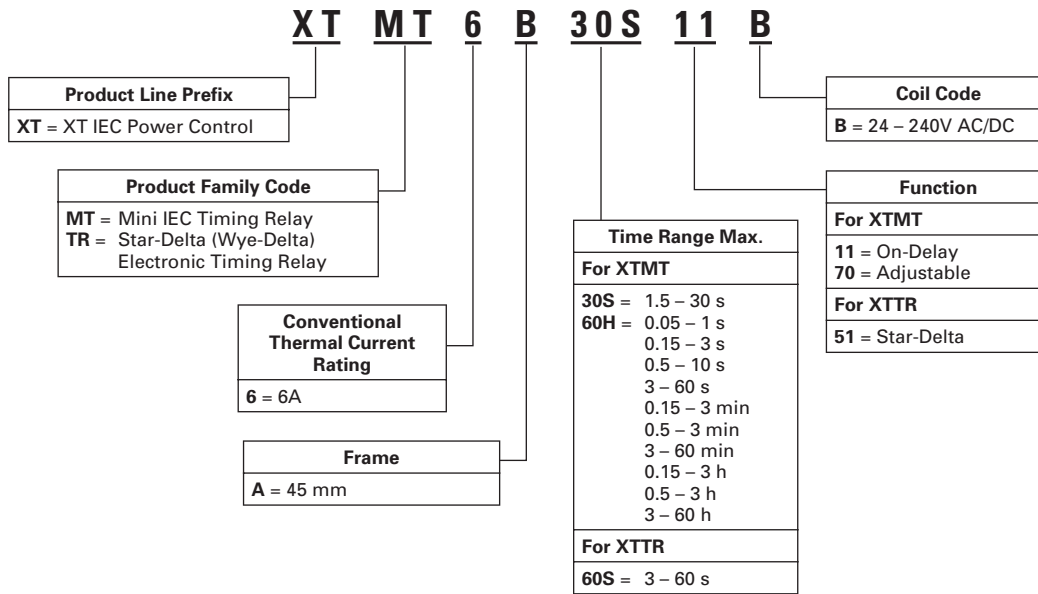 XT MT 6 B 30S 11 B
Product Line Prefix
XT = XT IEC Power Control
Product Family Code
MT = Mini IEC Timing Relay
TR = Star-Delta (Wye-Delta)
Electronic Timing Relay
Conventional
Thermal Current
Rating
6 = 6A
Frame
A = 45 mm
Time Range Max.
For XTMT
30S = 1.5 – 30 s
60H = 0.05 – 1 s
0.15 – 3 s
0.5 – 10 s
3 – 60 s
0.15 – 3 min
0.5 – 3 min
3 – 60 min
0.15 – 3 h
0.5 – 3 h
3 – 60 h
For XTTR
60S = 3 – 60 s
Coil Code
B = 24 – 240V AC/DC
Function
For XTMT
11 = On-Delay
70 = Adjustable
For XTTR
51 = Star-Delta